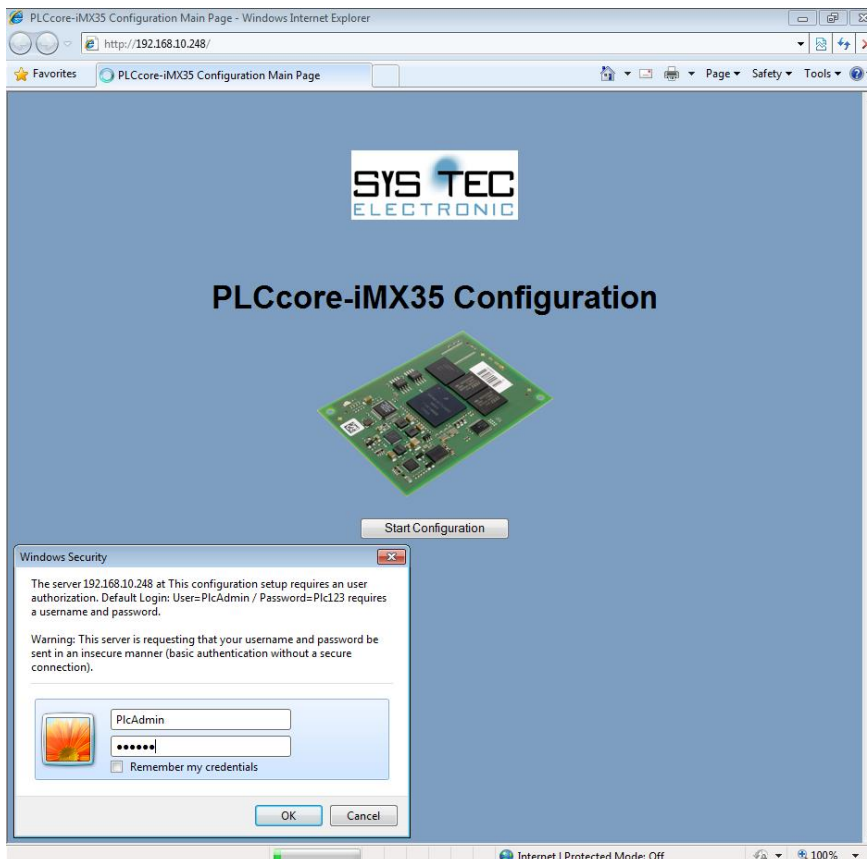 PLCcore-iMX35 Configuration Main Page - Windows Internet Explorer
http://192.168.10.248/
Favorites PLCcore-iMX35 Configuration Main Page Page Safety Tools
SYS TEC
ELECTRONIC
PLCcore-iMX35 Configuration
Start Configuration
Windows Security
The server 192.168.10.248 at This configuration setup requires an user
authorization. Default Login: User=PlcAdmin / Password=Plc123 requires
a username and password.
Warning: This server is requesting that your username and password be
sent in an insecure manner (basic authentication without a secure
connection).
PlcAdmin
••••••
Remember my credentials
OK Cancel
Internet | Protected Mode: Off 100%